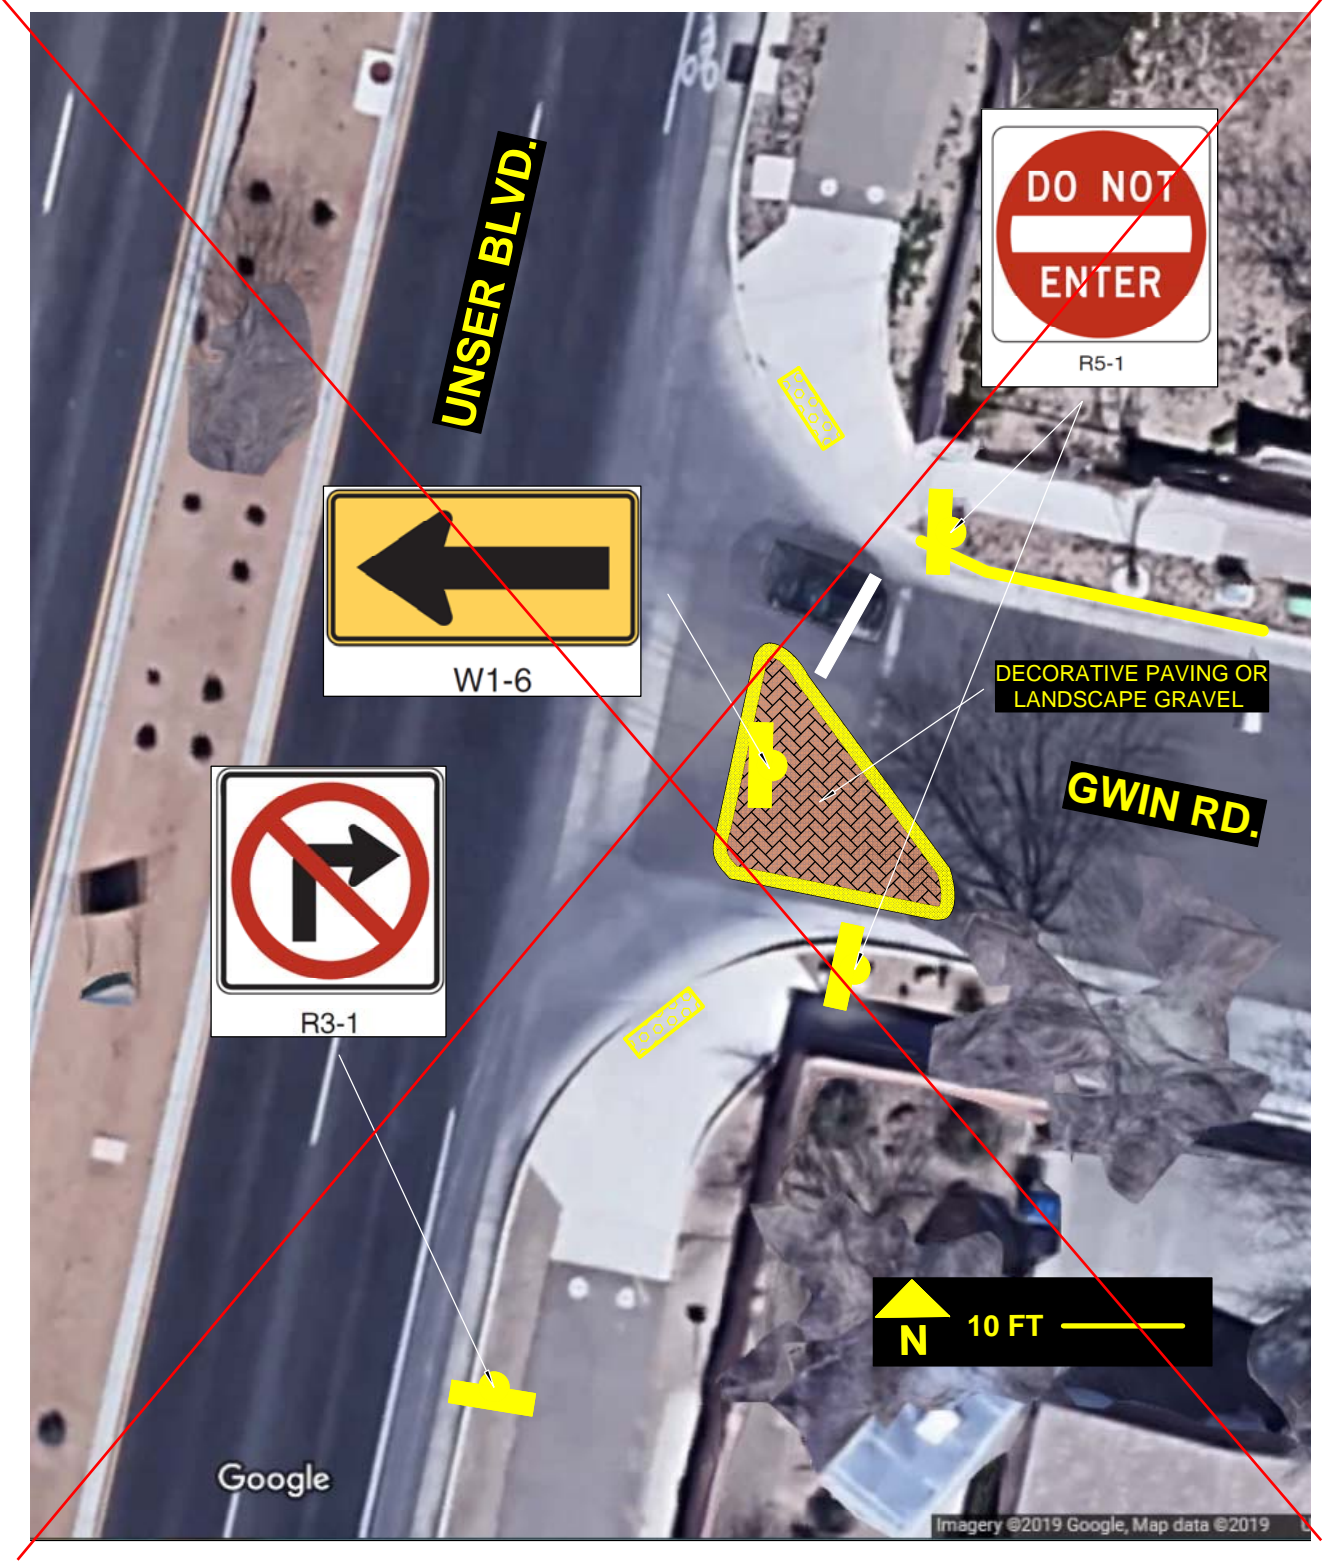 UNSER BLVD.
DO NOT
ENTER
R5-1
W1-6
DECORATIVE PAVING OR
LANDSCAPE GRAVEL
GWIN RD.
R3-1
N
10 FT
Google
Imagery ©2019 Google, Map data ©2019